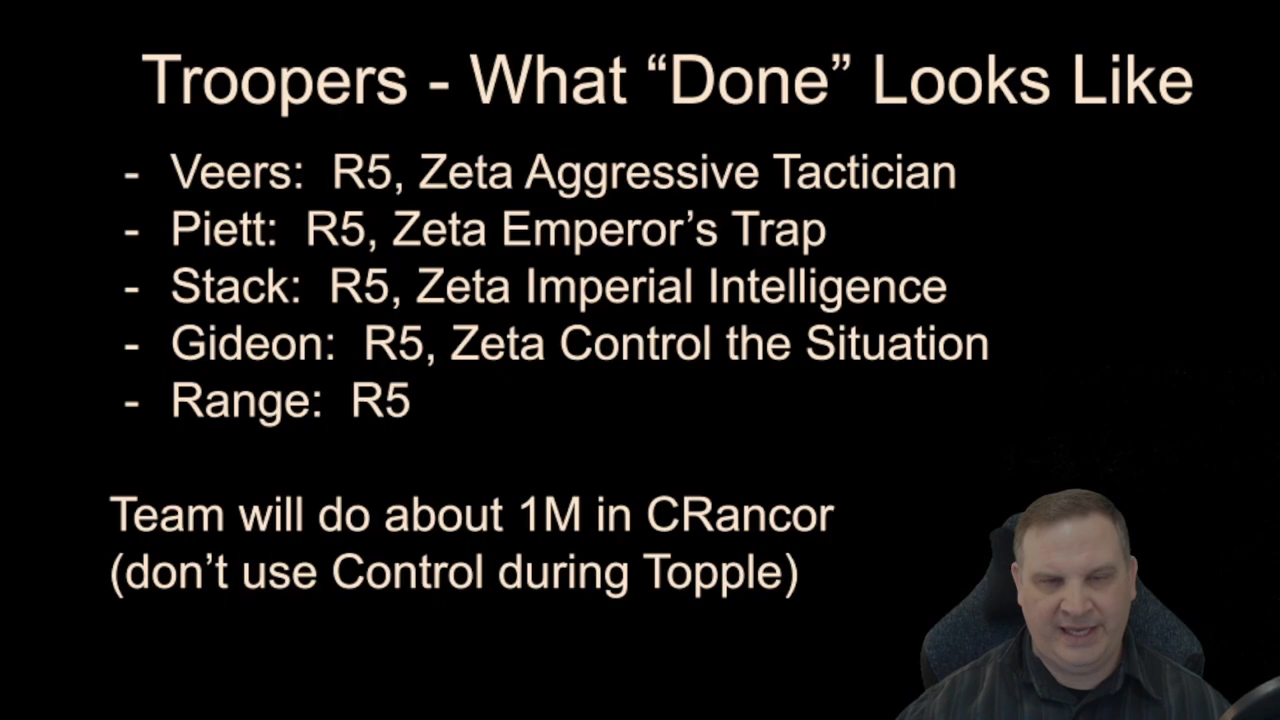 Troopers - What “Done” Looks Like
- Veers: R5, Zeta Aggressive Tactician
- Piett: R5, Zeta Emperor’s Trap
- Stack: R5, Zeta Imperial Intelligence
- Gideon: R5, Zeta Control the Situation
- Range: R5
Team will do about 1M in CRancor
(don’t use Control during Topple)